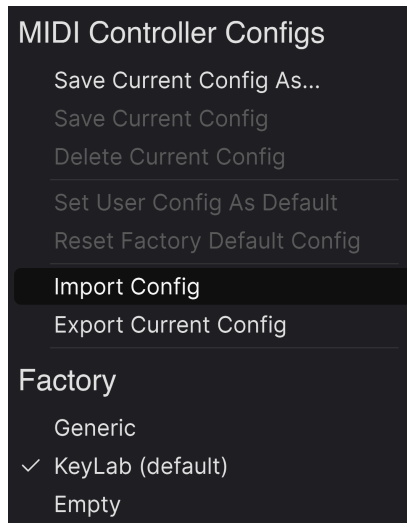 MIDI Controller Configs
Save Current Config As...
Save Current Config
Delete Current Config
Set User Config As Default
Reset Factory Default Config
Import Config
Export Current Config
Factory
Generic
KeyLab (default)
Empty